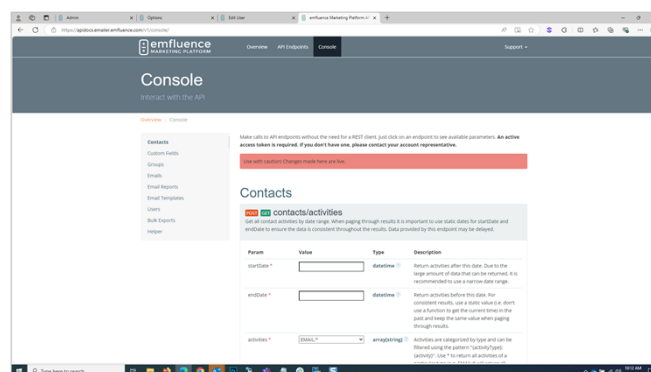 Admin
Options
Edit User
emfluence Marketing Platform A
https://apidocs.emailer.emfluence.com/v1/console/
emfluence
MARKETING PLATFORM
Overview API Endpoints Console Support
Console
Interact with the API
Overview / Console
Contacts
Custom Fields
Groups
Emails
Email Reports
Email Templates
Users
Bulk Exports
Helper
Make calls to API endpoints without the need for a REST client. Just click on an endpoint to see available parameters. An active
access token is required. If you don't have one, please contact your account representative.
Use with caution! Changes made here are live.
Contacts
POST GET contacts/activities
Get all contact activities by date range. When paging through results it is important to use static dates for startDate and
endDate to ensure the data is consistent throughout the results. Data provided by this endpoint may be delayed.
Param Value Type Description
startDate * datetime Return activities after this date. Due to the
large amount of data that can be returned, it is
recommended to use a narrow date range.
endDate * datetime Return activities before this date. For
consistent results, use a static value (i.e. don't
use a function to get the current time) in the
past and keep the same value when paging
through results.
activities * EMAIL.* array(string) Activities are categorized by type and can be
filtered using the pattern "{activityType}.
{activity}". Use * to return all activities of a
Type here to search
10:12 AM